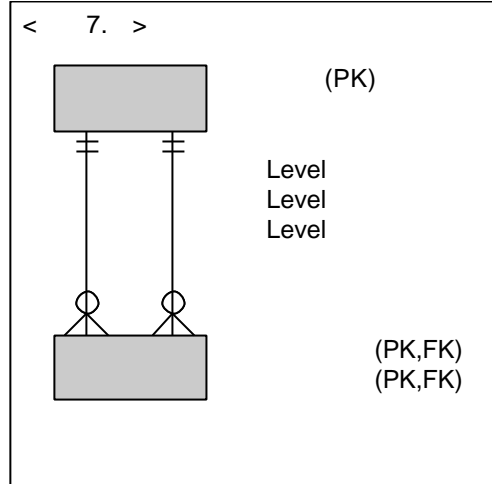 < 7. >
(PK)
Level
Level
Level
(PK,FK)
(PK,FK)